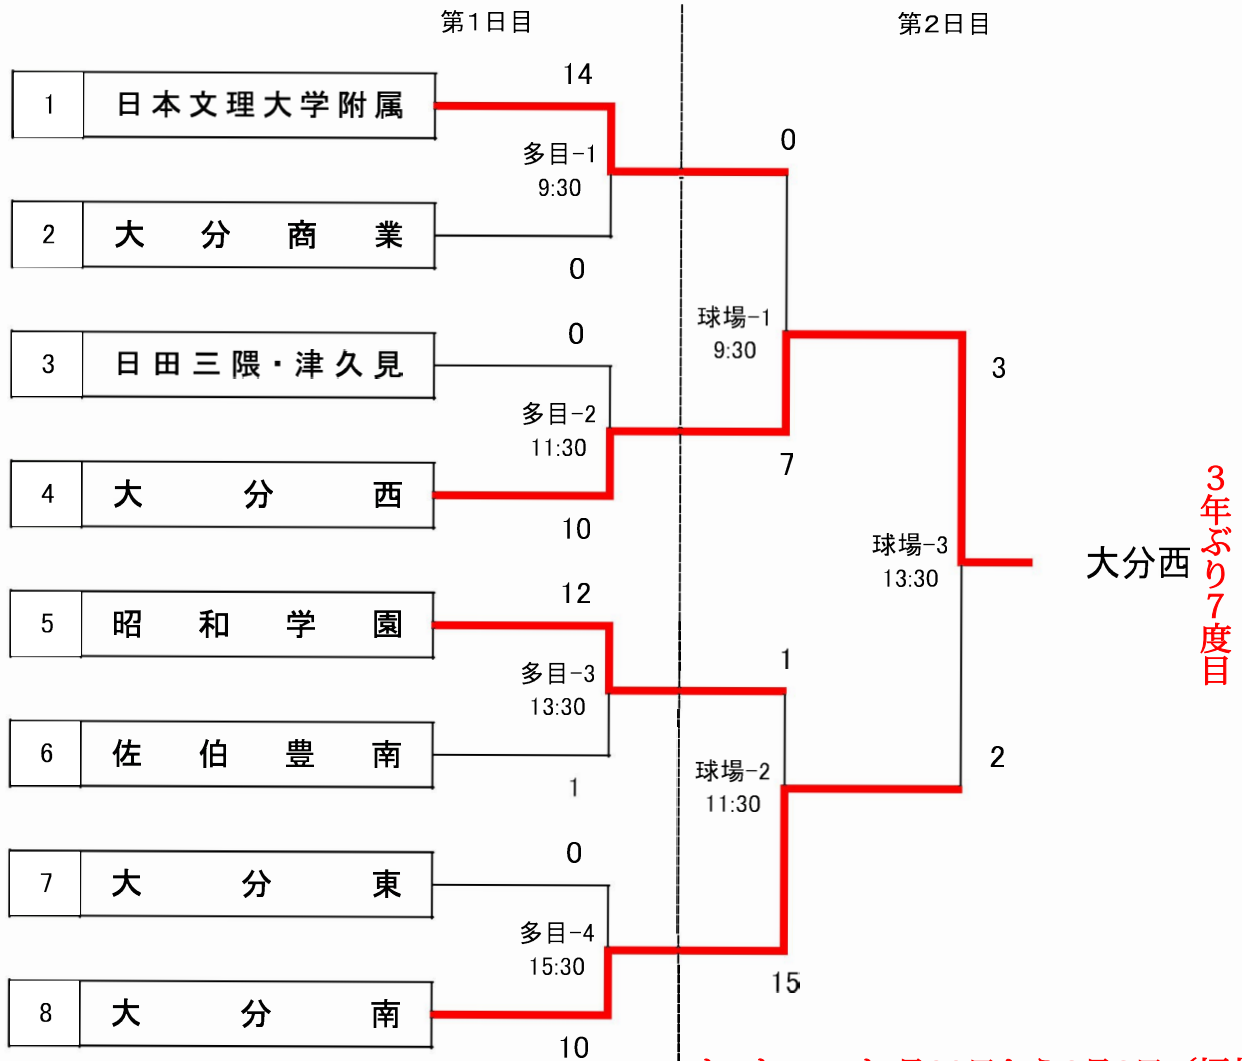 第1日目
第2日目
14
1 日本文理大学附属
0
多目-1
9:30
2 大分商業
0
0
球場-1
9:30
3 日田三隈・津久見
3
多目-2
11:30
7
4 大分西
10
球場-3
13:30
大分西
3年ぶり7度目
12
5 昭和学園
1
多目-3
13:30
6 佐伯豊南
1
球場-2
11:30
2
0
7 大分東
多目-4
15:30
15
8 大分南
10